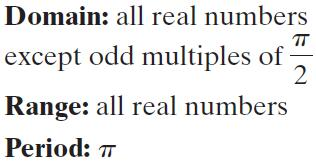 Domain: all real numbers
except odd multiples of π/2
Range: all real numbers
Period: π